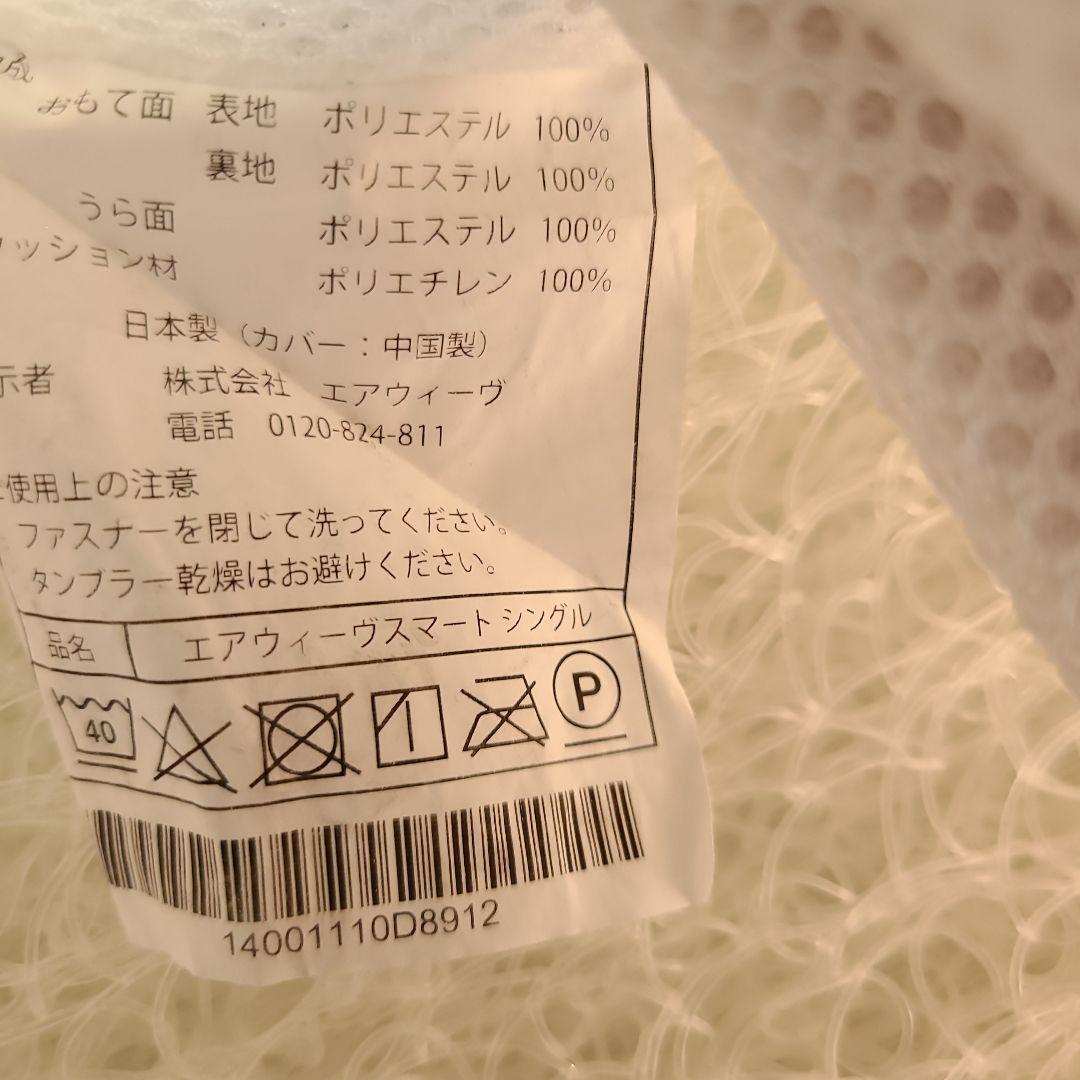 成
おもて面 表地 ポリエステル 100%
裏地 ポリエステル 100%
うら面 ポリエステル 100%
ッション材 ポリエチレン 100%
日本製(カバー:中国製)
示者 株式会社 エアウィーヴ
電話 0120-824-811
使用上の注意
ファスナーを閉じて洗ってください。
タンブラー乾燥はお避けください。
品名 エアウィーヴスマート シングル
40 P
14001110D8912